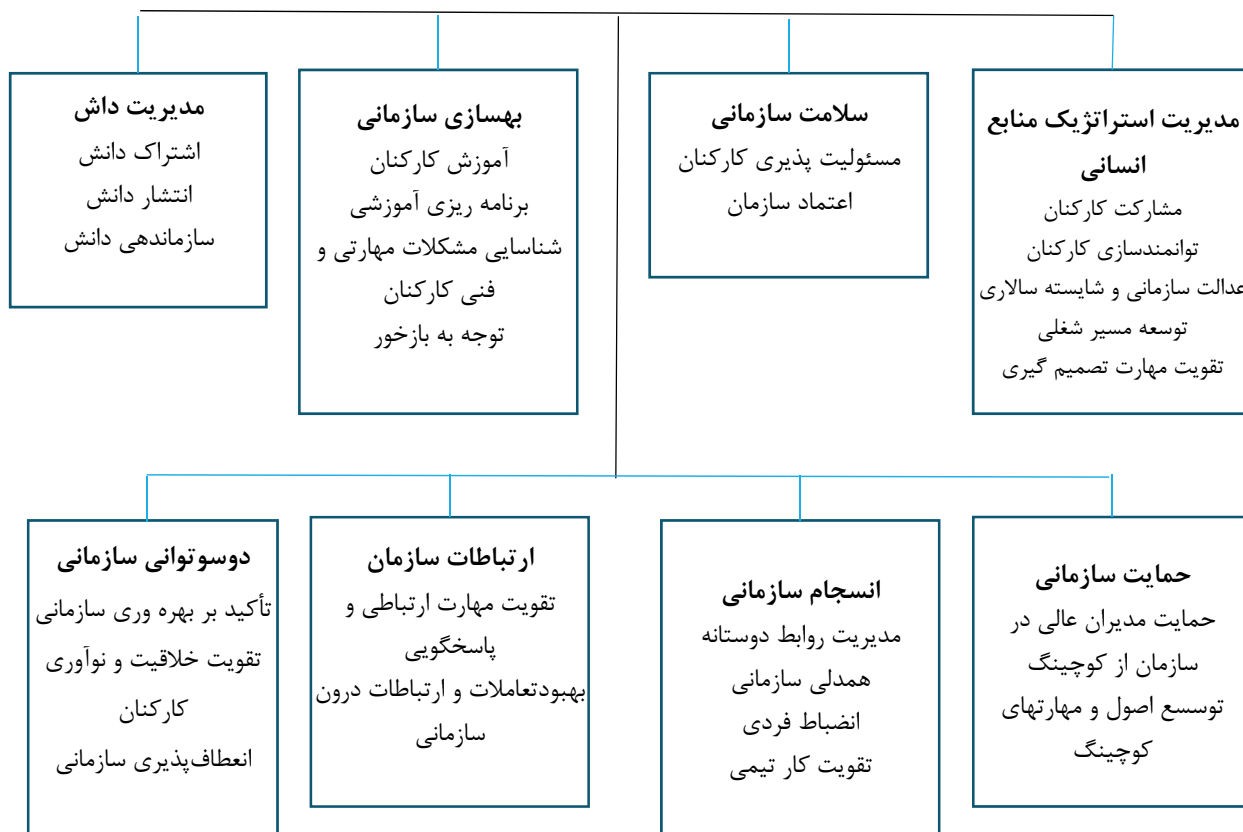 مدیریت استراتژیک منابع
انسانی
مشارکت کارکنان
توانمندسازی کارکنان
عدالت سازمانی و شایسته سالاری
توسعه مسیر شغلی
تقویت مهارت تصمیم گیری
سلامت سازمانی
مسئولیت پذیری کارکنان
اعتماد سازمان
بهسازی سازمانی
آموزش کارکنان
برنامه ریزی آموزشی
شناسایی مشکلات مهارتی و
فنی کارکنان
توجه به بازخور
مدیریت داش
اشتراک دانش
انتشار دانش
سازماندهی دانش
حمایت سازمانی
حمایت مدیران عالی در
سازمان از کوچینگ
توسسع اصول و مهارتهای
کوچینگ
انسجام سازمانی
مدیریت روابط دوستانه
همدلی سازمانی
انضباط فردی
تقویت کار تیمی
ارتباطات سازمان
تقویت مهارت ارتباطی و
پاسخگویی
بهبودتعاملات و ارتباطات درون
سازمانی
دوسوتوانی سازمانی
تأکید بر بهره وری سازمانی
تقویت خلاقیت و نوآوری
کارکنان
انعطاف‌پذیری سازمانی